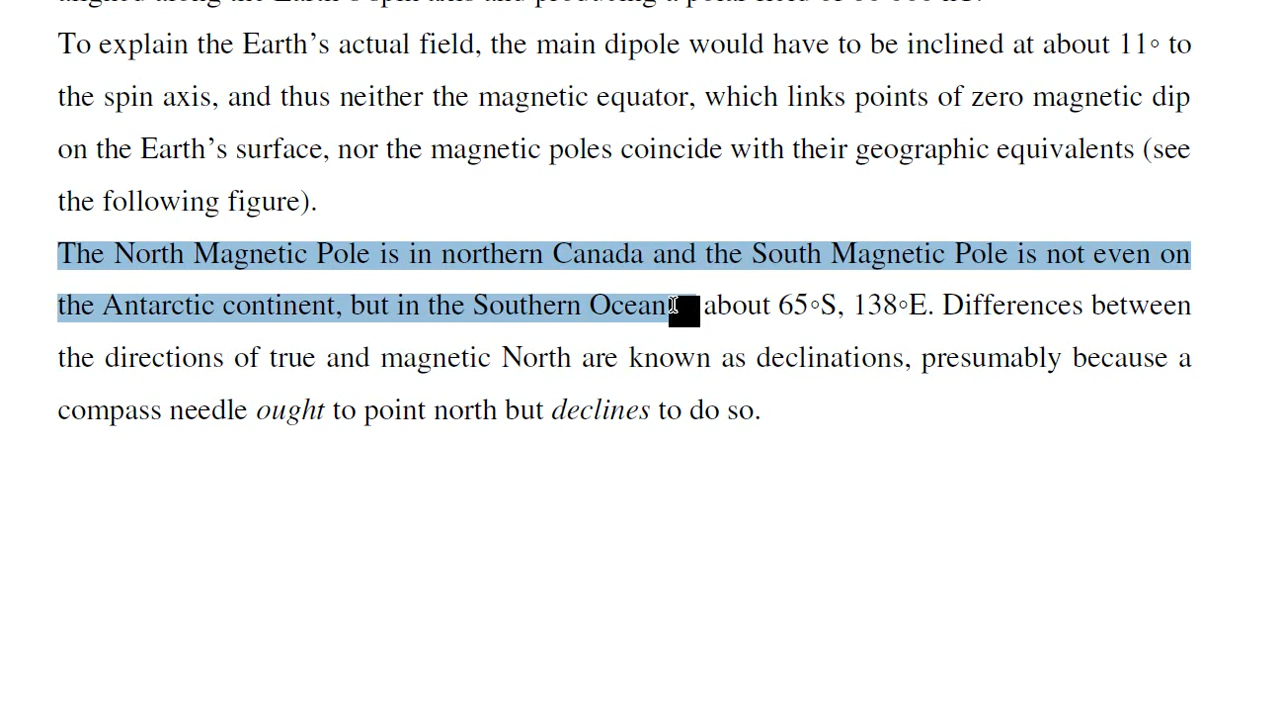 To explain the Earth's actual field, the main dipole would have to be inclined at about 11◦ to
the spin axis, and thus neither the magnetic equator, which links points of zero magnetic dip
on the Earth's surface, nor the magnetic poles coincide with their geographic equivalents (see
the following figure).
The North Magnetic Pole is in northern Canada and the South Magnetic Pole is not even on
the Antarctic continent, but in the Southern Ocean about 65◦S, 138◦E. Differences between
the directions of true and magnetic North are known as declinations, presumably because a
compass needle ought to point north but declines to do so.